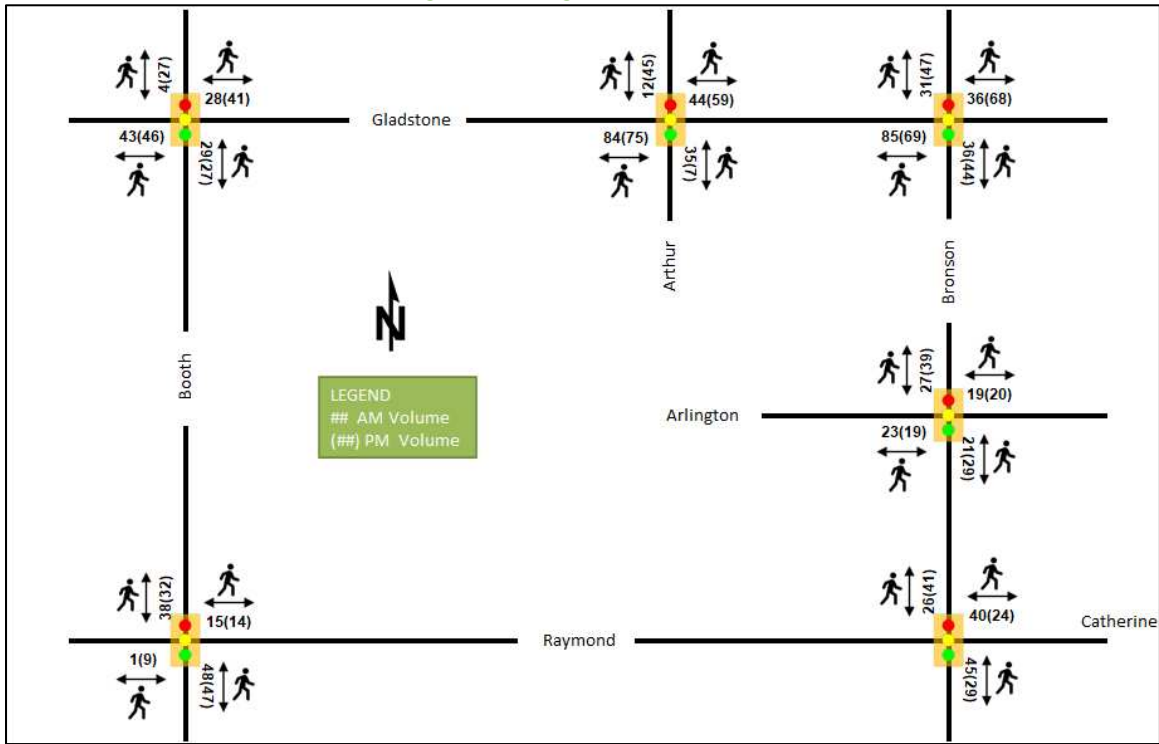 4(27)
28(41)
12(45)
44(59)
31(47)
36(68)
Gladstone
43(46)
29(27)
84(75)
35(7)
85(69)
36(44)
Arthur
Bronson
N
Booth
27(39)
19(20)
LEGEND
## AM Volume
(##) PM Volume
Arlington
23(19)
21(29)
38(32)
15(14)
26(41)
40(24)
Catherine
Raymond
1(9)
48(47)
45(29)